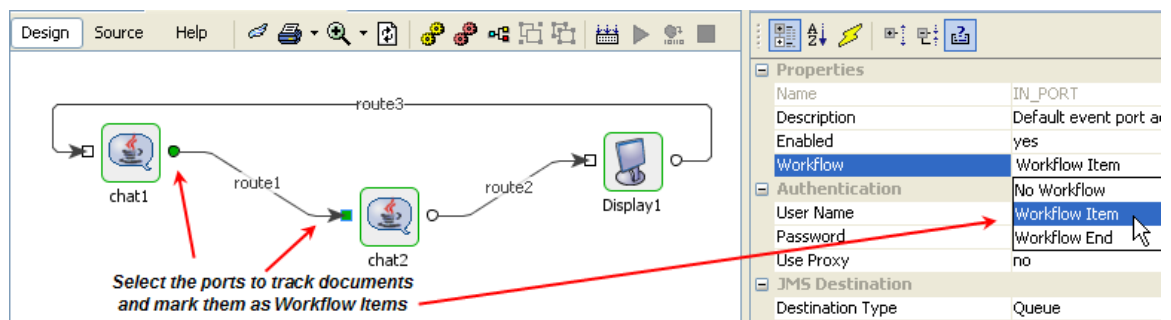 Design Source Help
Properties
Name IN_PORT
Description Default event port a
Enabled yes
Workflow Workflow Item
No Workflow
Workflow Item
Workflow End
Authentication
User Name
Password
Use Proxy no
JMS Destination
Destination Type Queue
route3
chat1
route1
chat2
route2
Display1
Select the ports to track documents
and mark them as Workflow Items